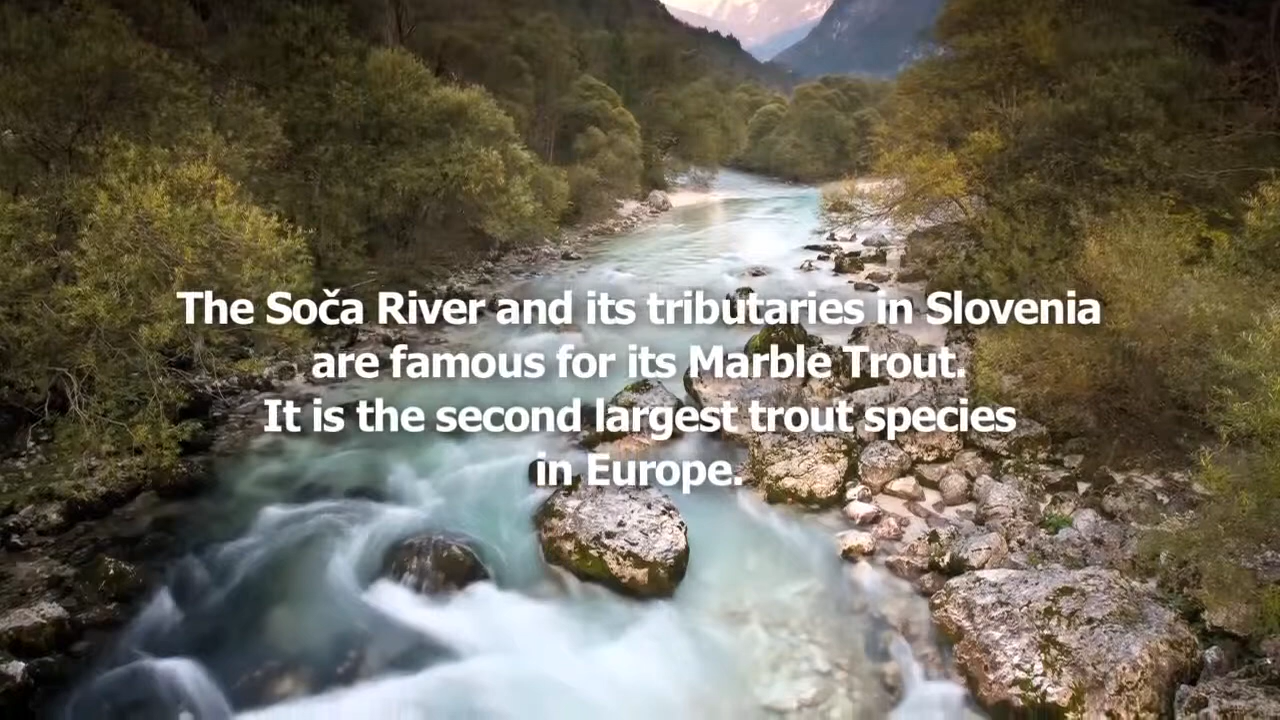 The Soča River and its tributaries in Slovenia
are famous for its Marble Trout.
It is the second largest trout species
in Europe.